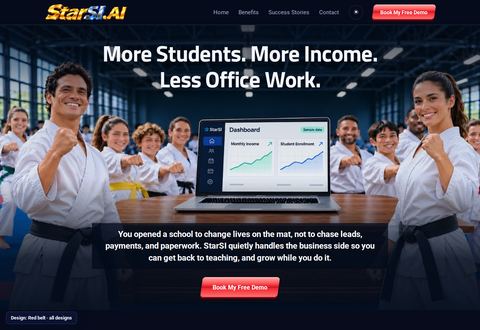 StarSI.AI
Home Benefits Success Stories Book My Free Demo
More Students. More Income.
Less Office Work.
StarSI
Dashboard
Sample data
Monthly Income
Student Enrollment
You opened a school to change lives on the mat, not to chase leads,
payments, and paperwork. StarSI quietly handles the business side so you
can get back to teaching, and grow while you do it.
Book My Free Demo
Design: Red belt · all designs